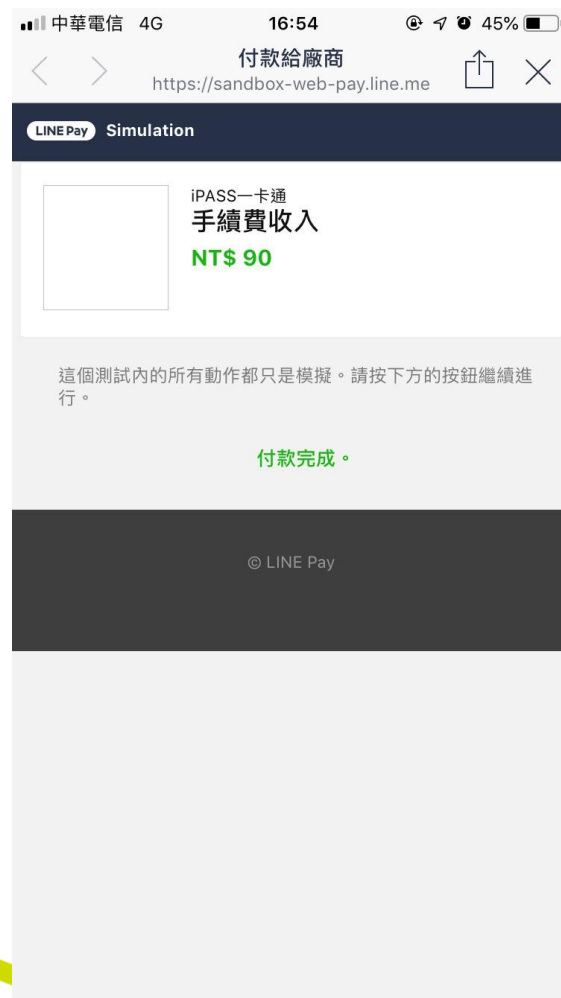 中華電信 4G 16:54 45%
付款給廠商
https://sandbox-web-pay.line.me
LINE Pay Simulation
iPASS一卡通
手續費收入
NT$ 90
這個測試內的所有動作都只是模擬。請按下方的按鈕繼續進
行。
付款完成。
© LINE Pay